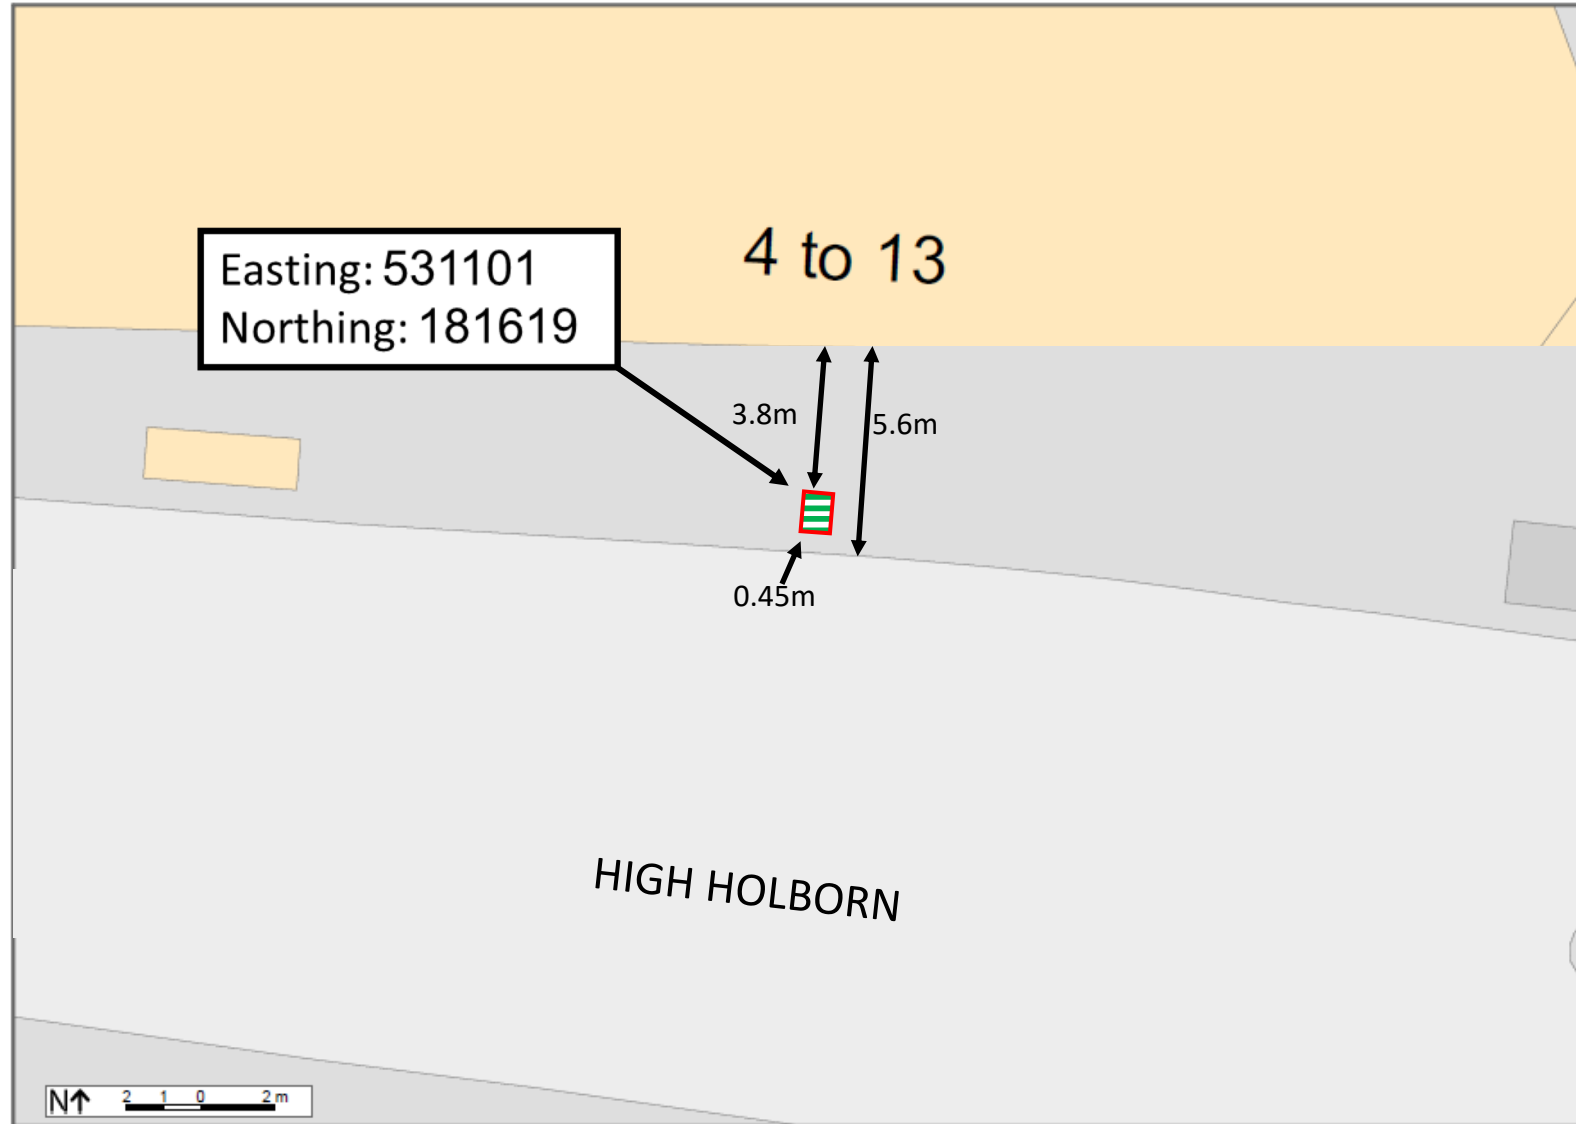 4 to 13
Easting: 531101
Northing: 181619
3.8m
5.6m
0.45m
HIGH HOLBORN
N 2 1 0 2 m